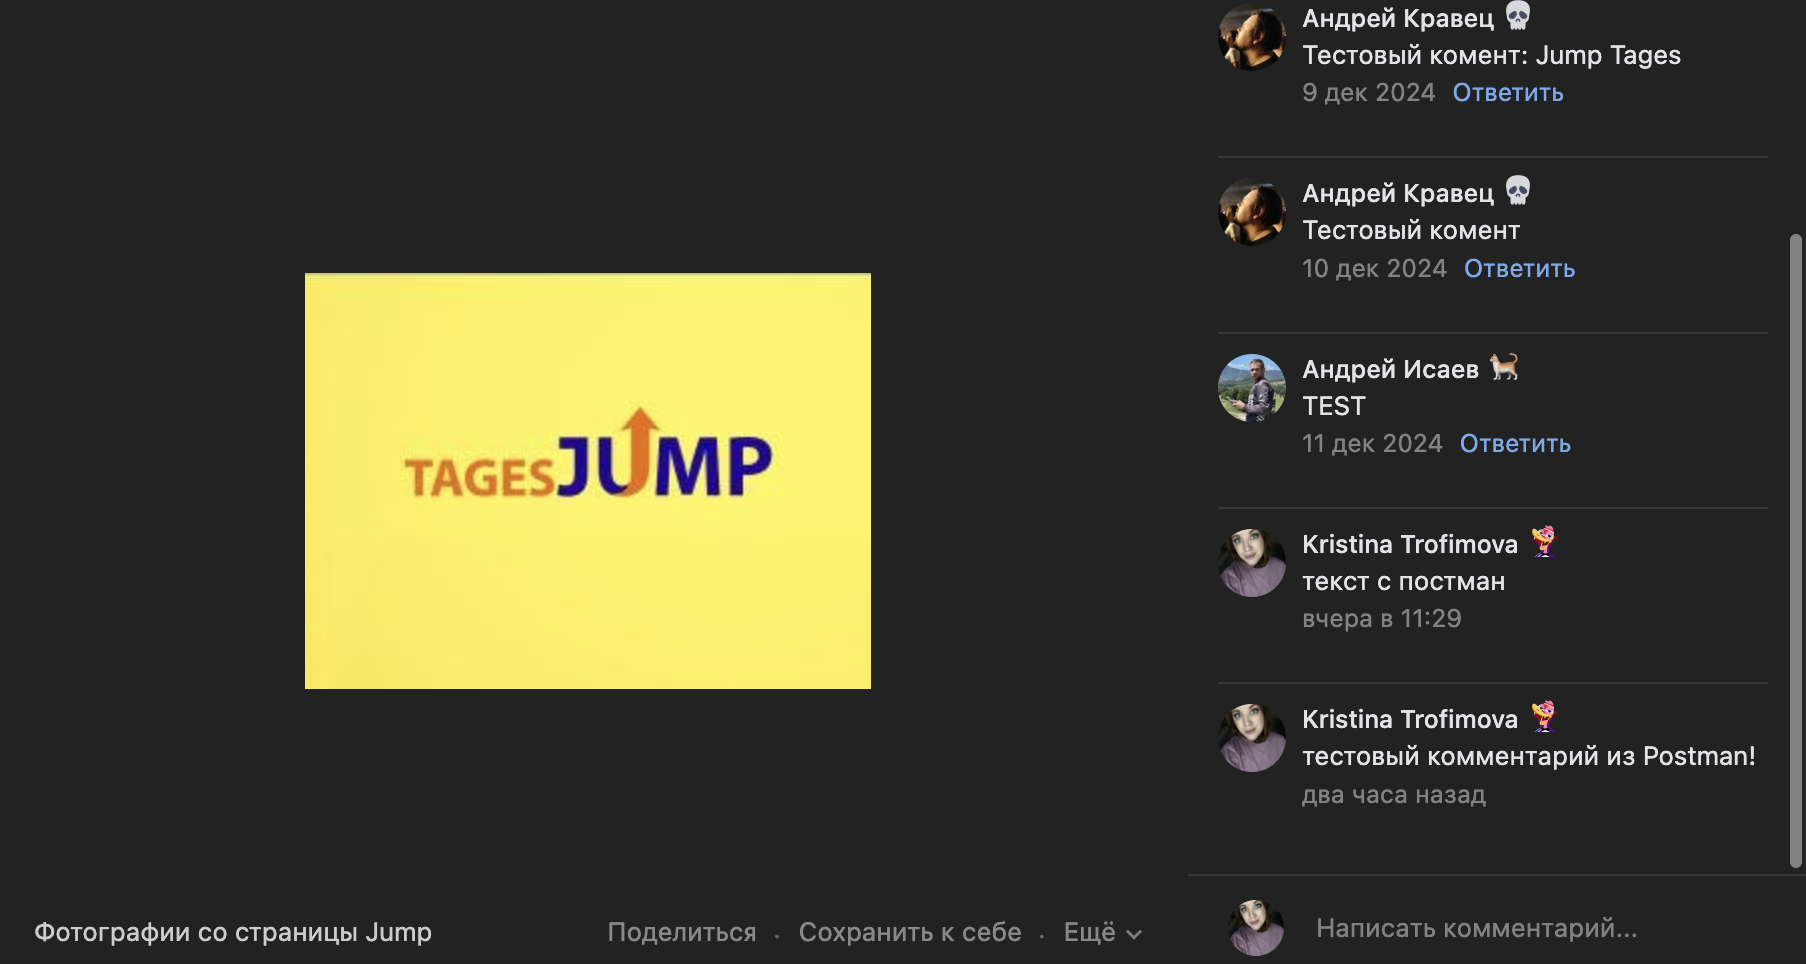 TAGESJUMP
Фотографии со страницы Jump
Поделиться · Сохранить к себе · Ещё
Андрей Кравец
Тестовый комент: Jump Tages
9 дек 2024 Ответить
Андрей Кравец
Тестовый комент
10 дек 2024 Ответить
Андрей Исаев
TEST
11 дек 2024 Ответить
Kristina Trofimova
текст с постман
вчера в 11:29
Kristina Trofimova
тестовый комментарий из Postman!
два часа назад
Написать комментарий...